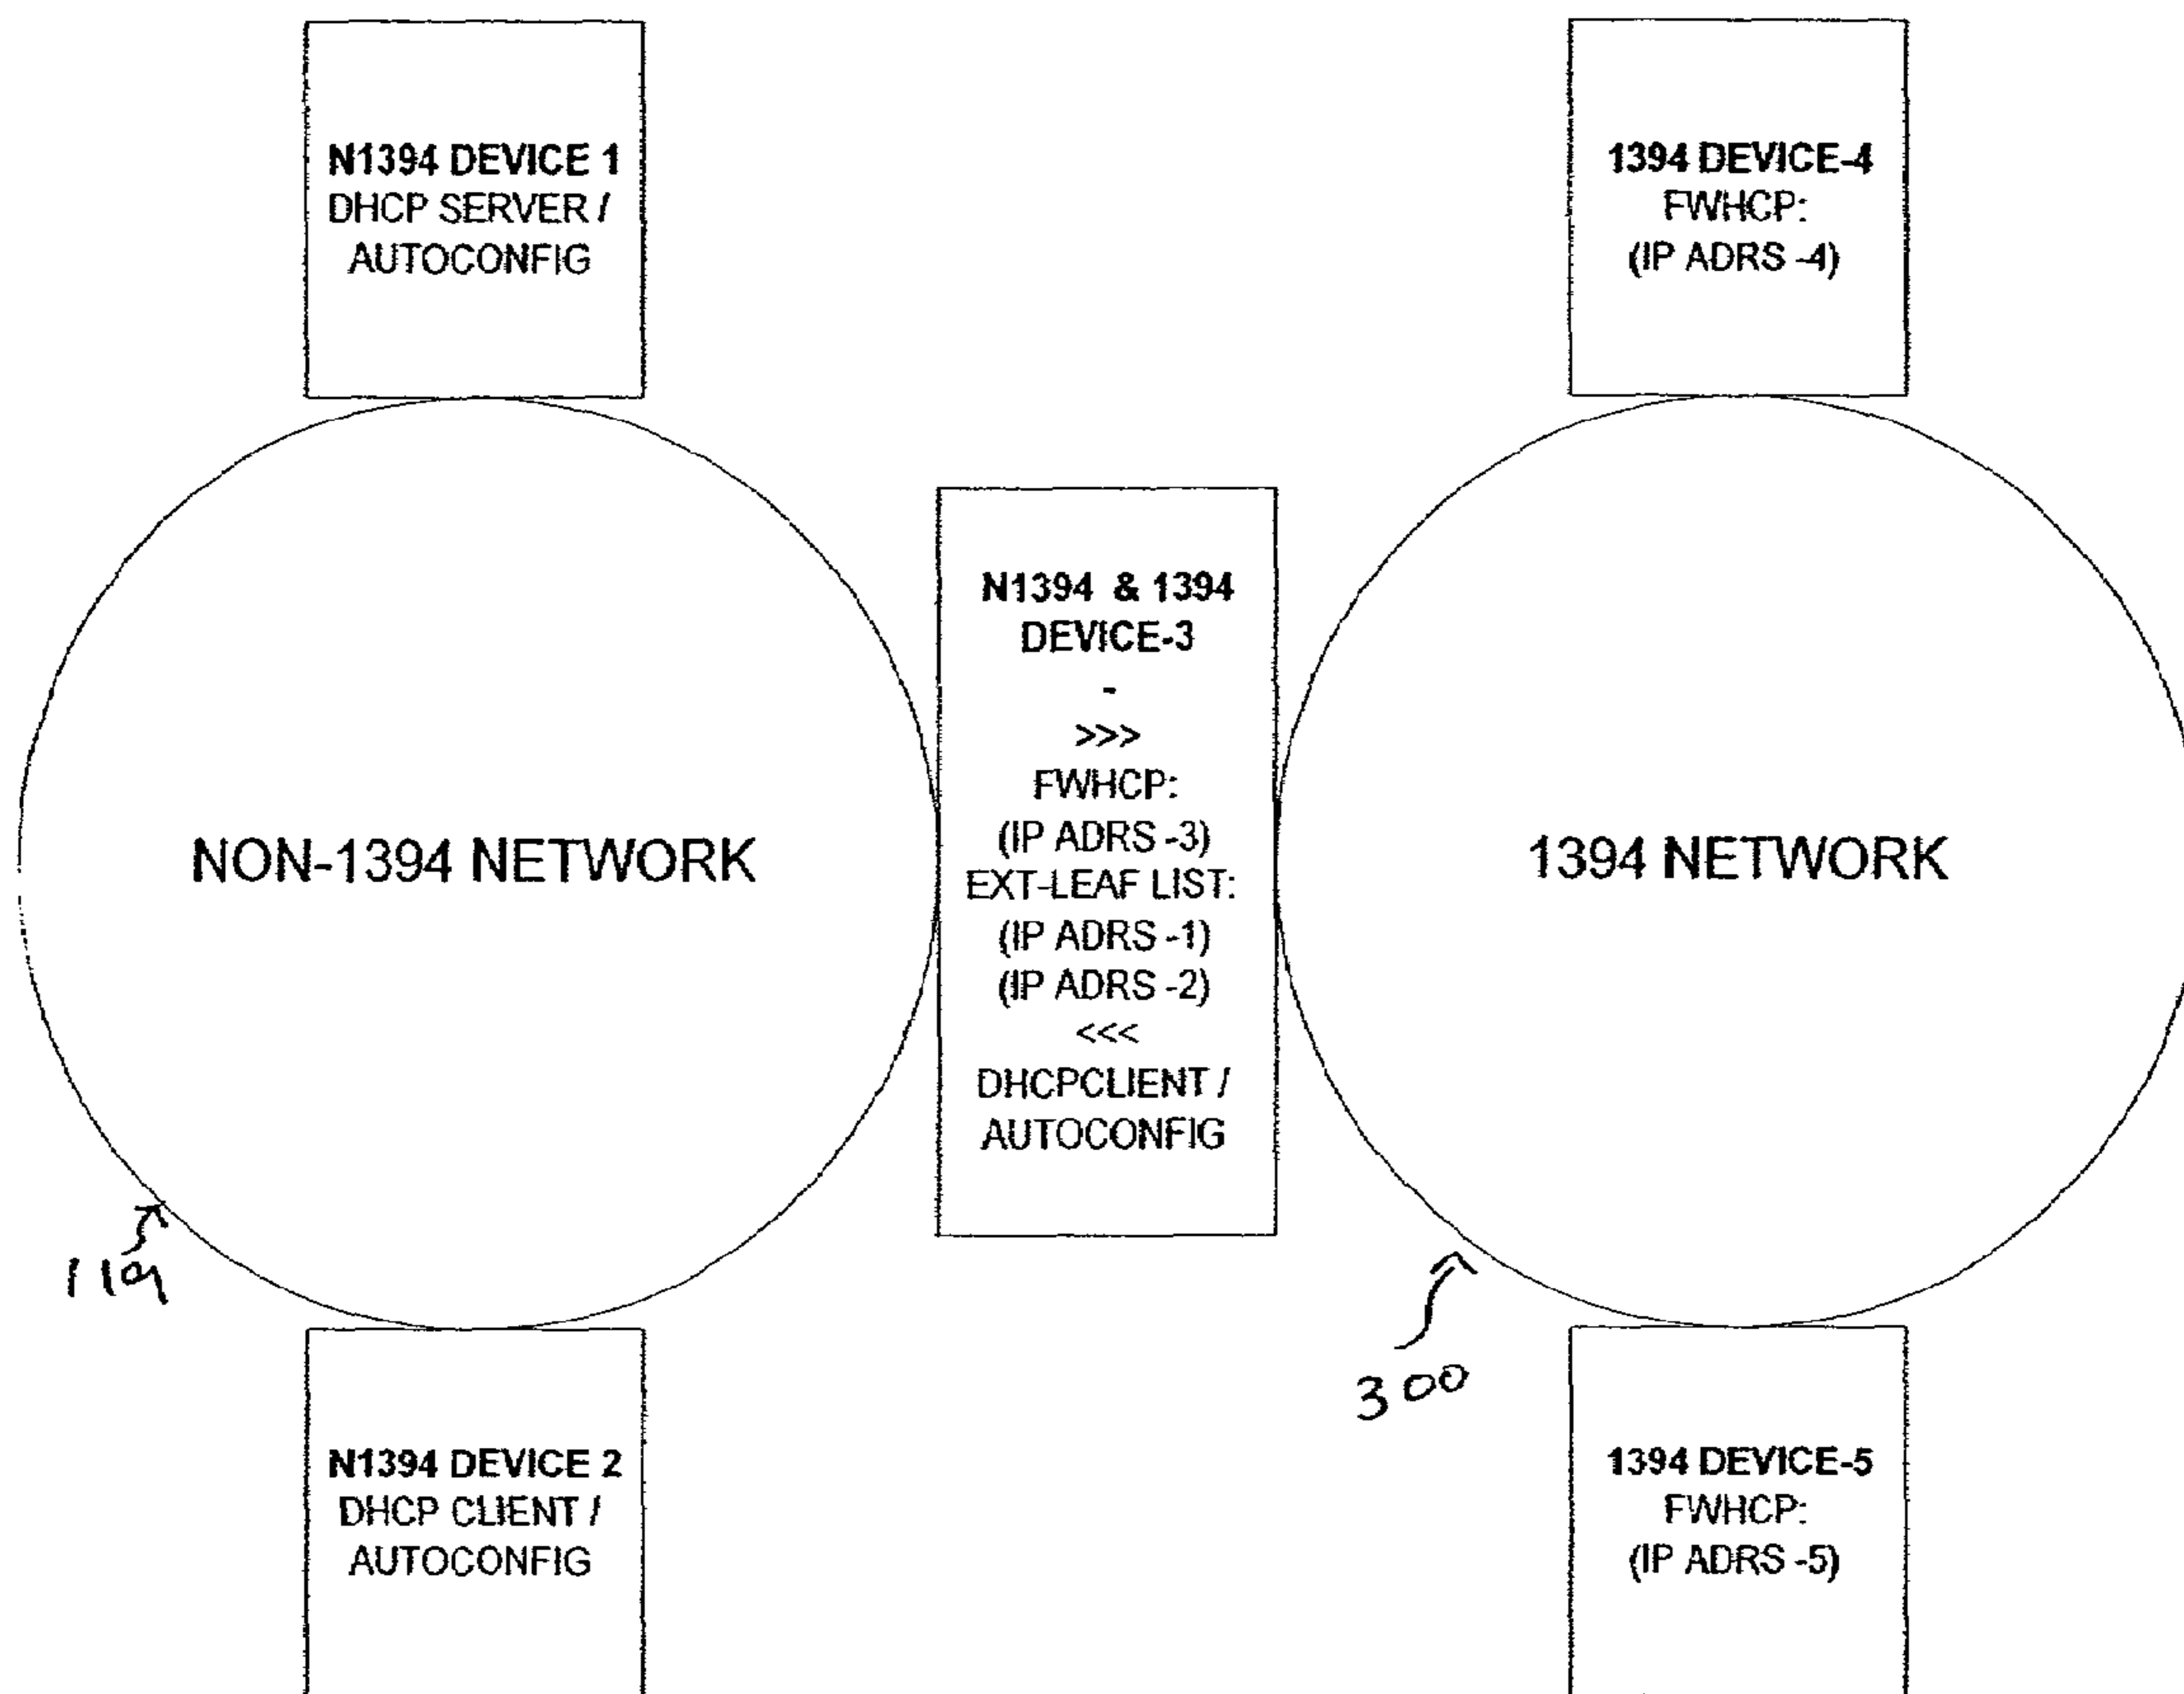 N1394 DEVICE 1
DHCP SERVER /
AUTOCONFIG
1394 DEVICE-4
FWHCP:
(IP ADRS -4)
NON-1394 NETWORK
N1394 & 1394
DEVICE-3
-
>>>
FWHCP:
(IP ADRS -3)
EXT-LEAF LIST:
(IP ADRS -1)
(IP ADRS -2)
<<<
DHCPCLIENT /
AUTOCONFIG
1394 NETWORK
119
300
N1394 DEVICE 2
DHCP CLIENT /
AUTOCONFIG
1394 DEVICE-5
FWHCP:
(IP ADRS -5)